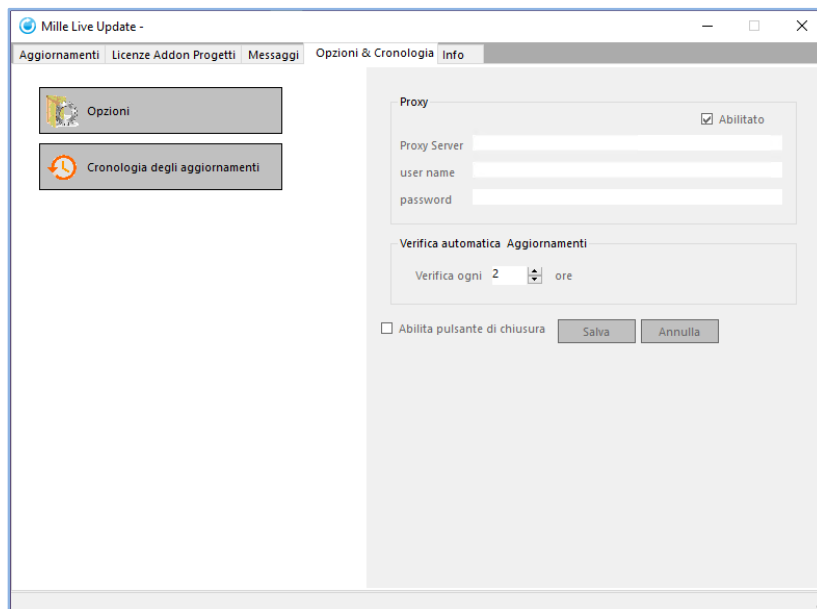 Mille Live Update -
Aggiornamenti Licenze Addon Progetti Messaggi Opzioni & Cronologia Info
Opzioni
Cronologia degli aggiornamenti
Proxy
Abilitato
Proxy Server
user name
password
Verifica automatica Aggiornamenti
Verifica ogni 2 ore
Abilita pulsante di chiusura Salva Annulla